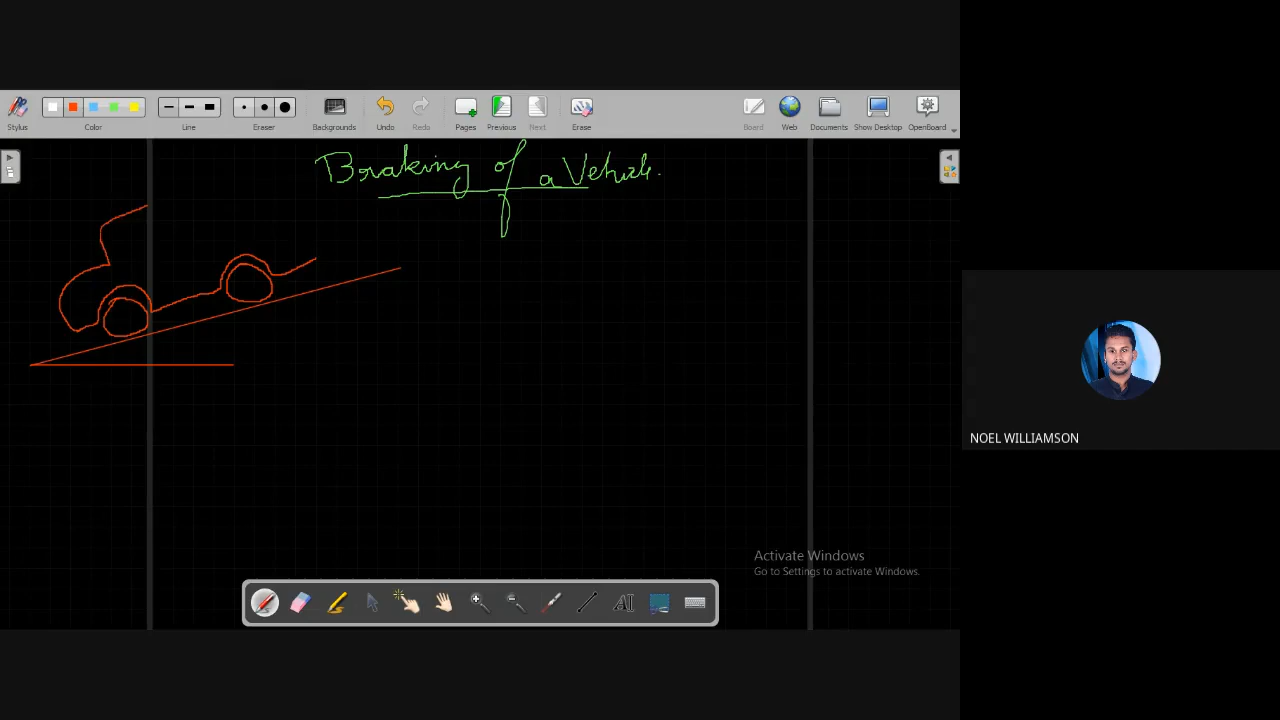 Stylus
Color
Line
Eraser
Backgrounds
Undo
Redo
Pages
Previous
Next
Erase
Board
Web
Documents
Show Desktop
OpenBoard
Braking of a Vehicle.
NOEL WILLIAMSON
Activate Windows
Go to Settings to activate Windows.
AI